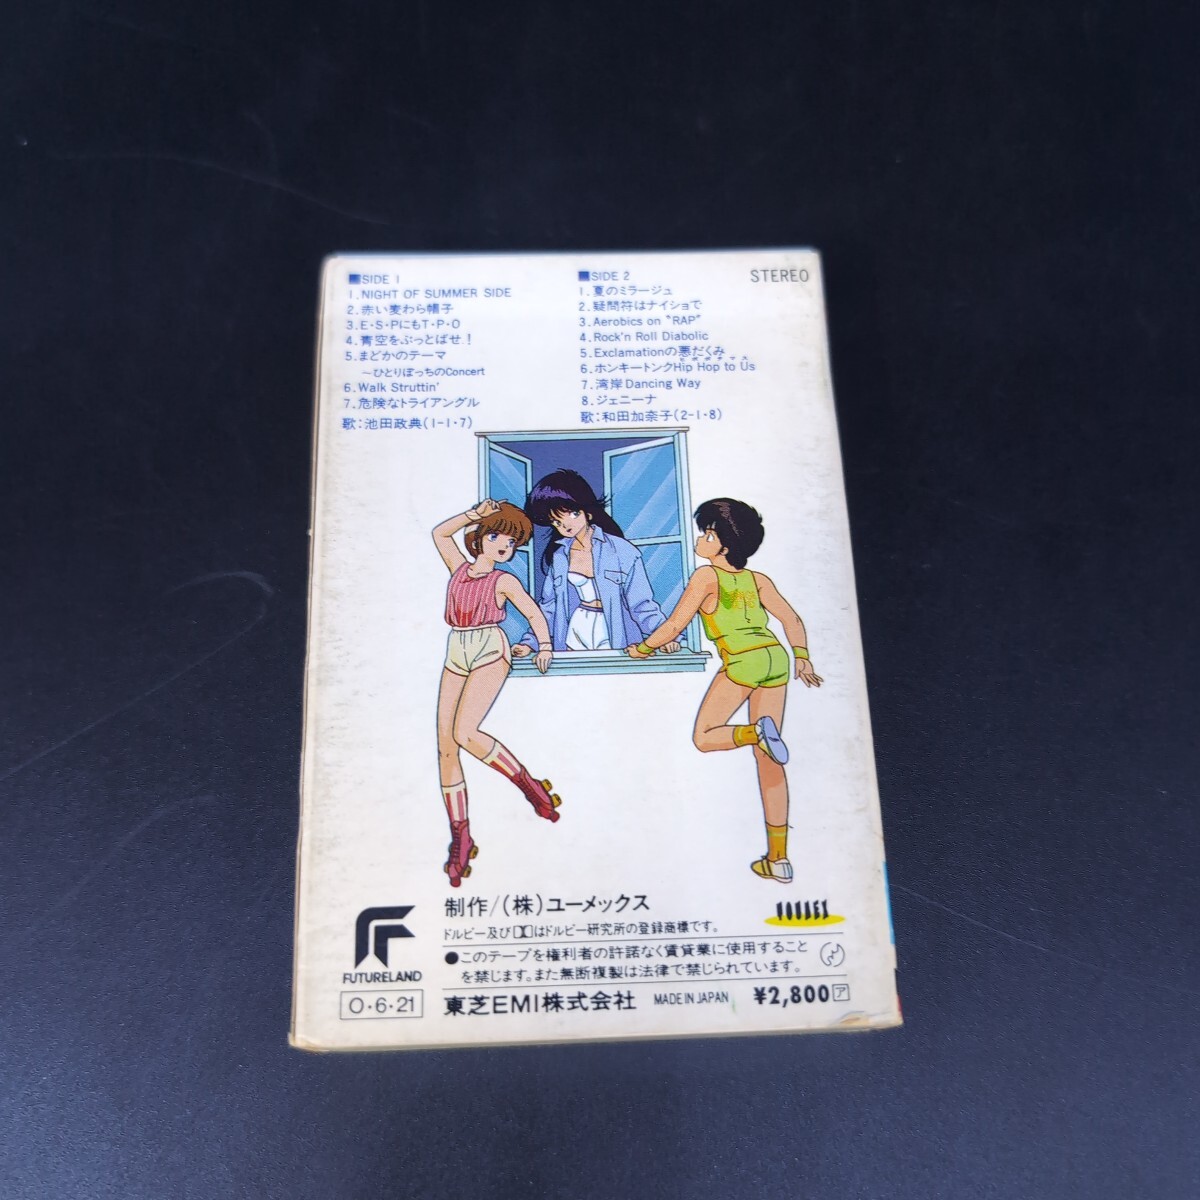 ■SIDE 1
1.NIGHT OF SUMMER SIDE
2.赤い麦わら帽子
3.E・S・PにもT・P・O
4.青空をぶっとばせ!
5.まどかのテーマ
~ひとりぼっちのConcert
6.Walk Struttin'
7.危険なトライアングル
歌:池田政典(1-1・7)
■SIDE 2
1.夏のミラージュ
2.疑問符はナイショで
3.Aerobics on “RAP”
4.Rock'n Roll Diabolic
5.Exclamationの悪だくみ
6.ホンキートンクHip Hop to Us
7.湾岸Dancing Way
8.ジェニーナ
歌:和田加奈子(2-1・8)
STEREO
制作/(株)ユーメックス
ドルビー及びはドルビー研究所の登録商標です。
●このテープを権利者の許諾なく賃貸業に使用すること
を禁じます。また無断複製は法律で禁じられています。
FUTURELAND
O・6・21
東芝EMI株式会社 MADE IN JAPAN ¥2,800ア